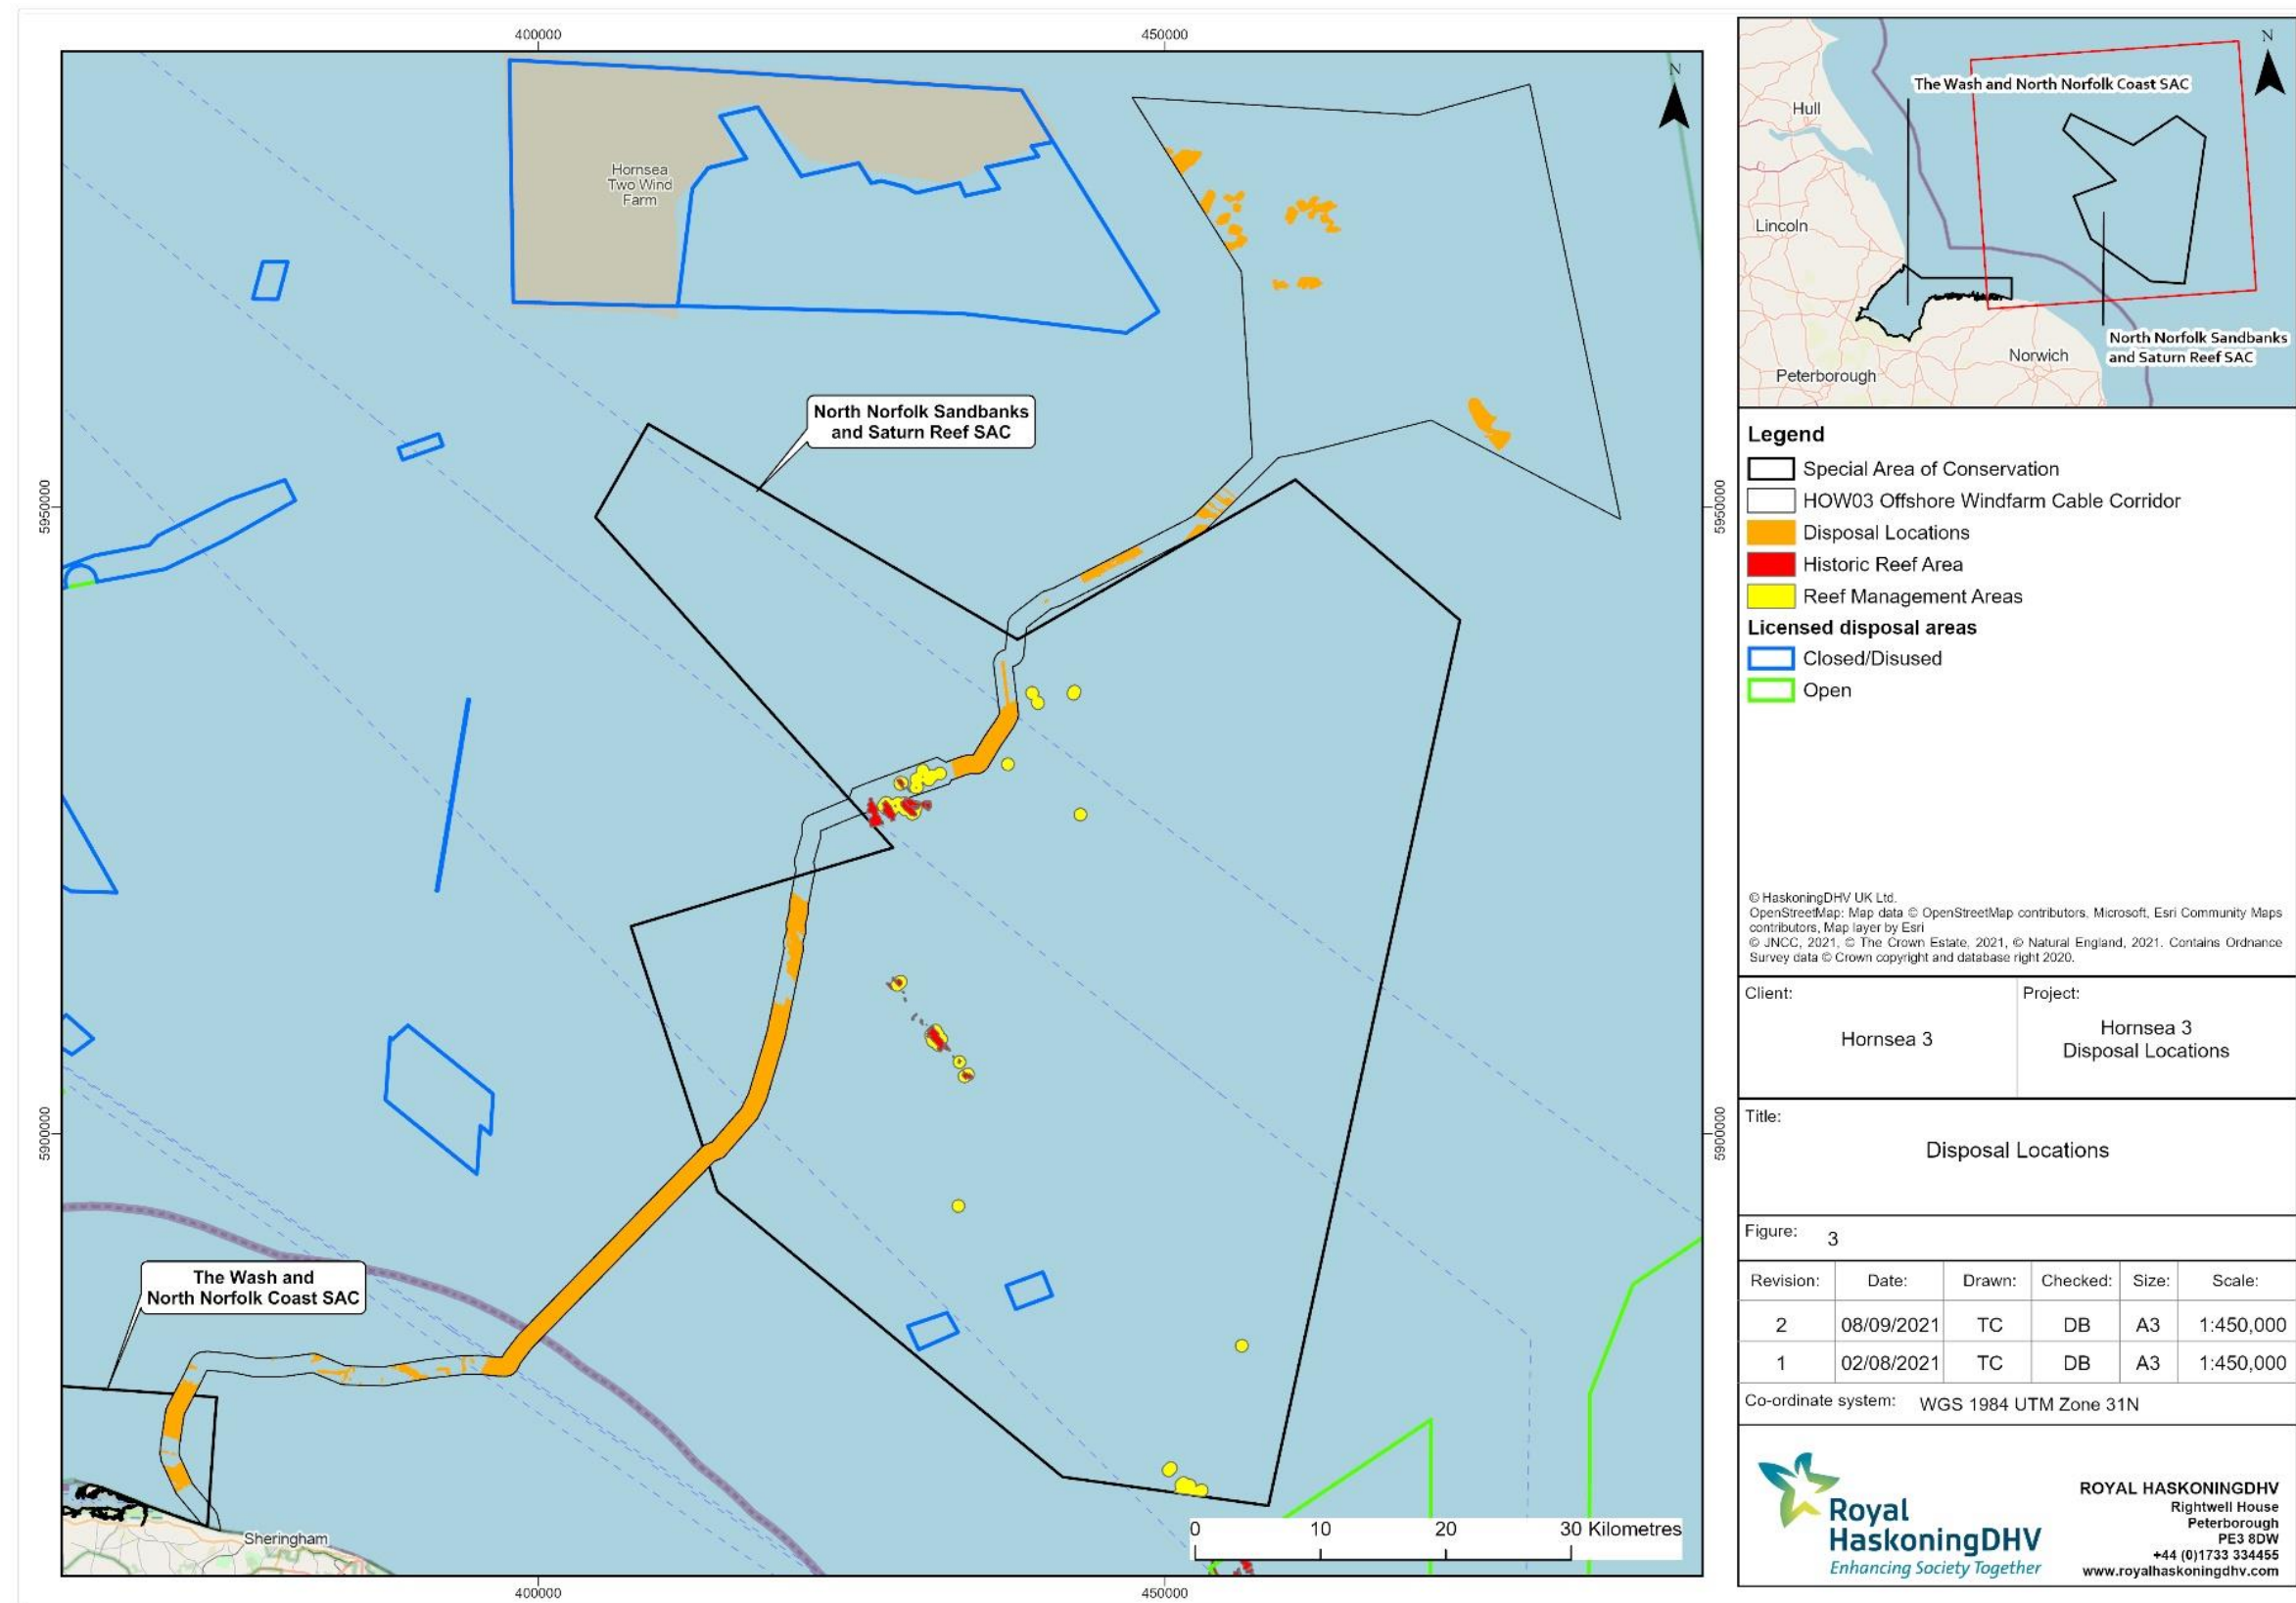 400000
450000
N
Hornsea
Two Wind
Farm
North Norfolk Sandbanks
and Saturn Reef SAC
5950000
5950000
5900000
5900000
The Wash and
North Norfolk Coast SAC
Sheringham
0 10 20 30 Kilometres
400000
450000
N
The Wash and North Norfolk Coast SAC
Hull
Lincoln
Norwich
Peterborough
North Norfolk Sandbanks
and Saturn Reef SAC
Legend
Special Area of Conservation
HOW03 Offshore Windfarm Cable Corridor
Disposal Locations
Historic Reef Area
Reef Management Areas
Licensed disposal areas
Closed/Disused
Open
© HaskoningDHV UK Ltd.
OpenStreetMap: Map data © OpenStreetMap contributors, Microsoft, Esri Community Maps
contributors, Map layer by Esri
© JNCC, 2021, © The Crown Estate, 2021, © Natural England, 2021. Contains Ordnance
Survey data © Crown copyright and database right 2020.
Client: Project:
Hornsea 3
Hornsea 3
Disposal Locations
Title:
Disposal Locations
Figure: 3
Revision: Date: Drawn: Checked: Size: Scale:
2 08/09/2021 TC DB A3 1:450,000
1 02/08/2021 TC DB A3 1:450,000
Co-ordinate system: WGS 1984 UTM Zone 31N
Royal
HaskoningDHV
Enhancing Society Together
ROYAL HASKONINGDHV
Rightwell House
Peterborough
PE3 8DW
+44 (0)1733 334455
www.royalhaskoningdhv.com